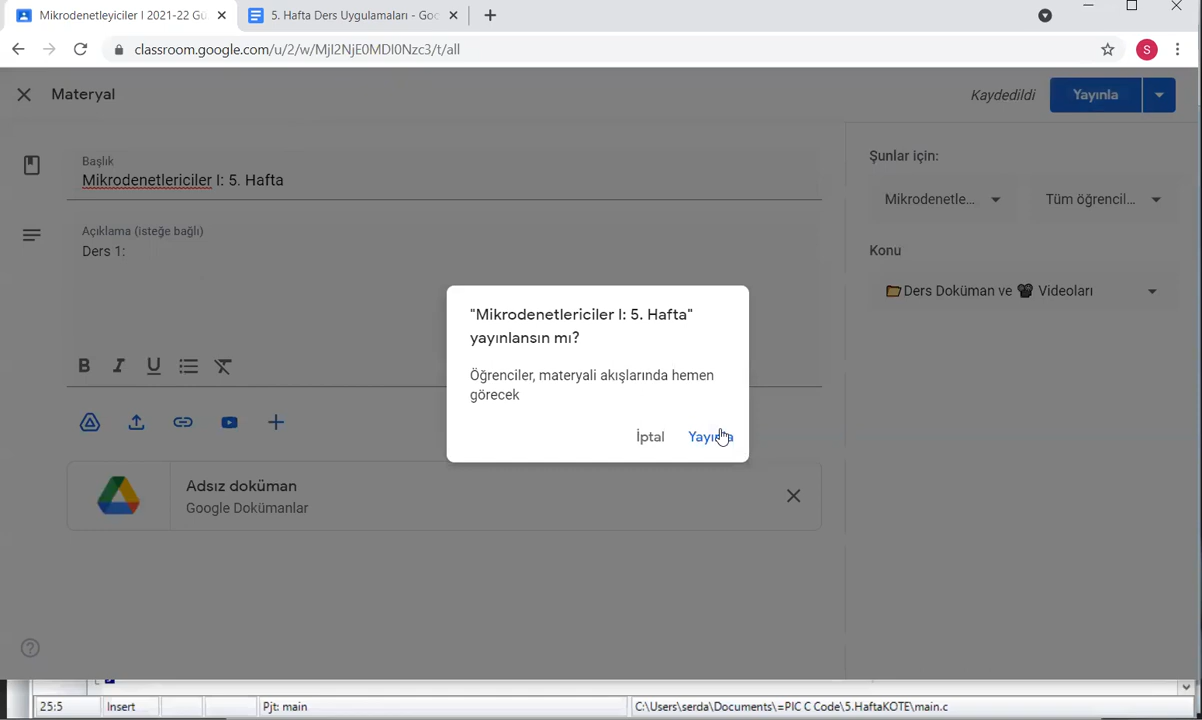 Mikrodenetleyiciler I 2021-22 Gü
5. Hafta Ders Uygulamaları - Goo
classroom.google.com/u/2/w/MjI2NjE0MDI0Nzc3/t/all
S
Materyal
Kaydedildi
Yayınla
Başlık
Mikrodenetlericiler I: 5. Hafta
Açıklama (isteğe bağlı)
Ders 1:
Şunlar için:
Mikrodenetle...
Tüm öğrencil...
Konu
Ders Doküman ve Videoları
"Mikrodenetlericiler I: 5. Hafta"
yayınlansın mı?
Öğrenciler, materyali akışlarında hemen
görecek
İptal
Yayınla
B I U
Adsız doküman
Google Dokümanlar
25:5 Insert Pjt: main C:\Users\serda\Documents\=PIC C Code\5.HaftaKOTE\main.c